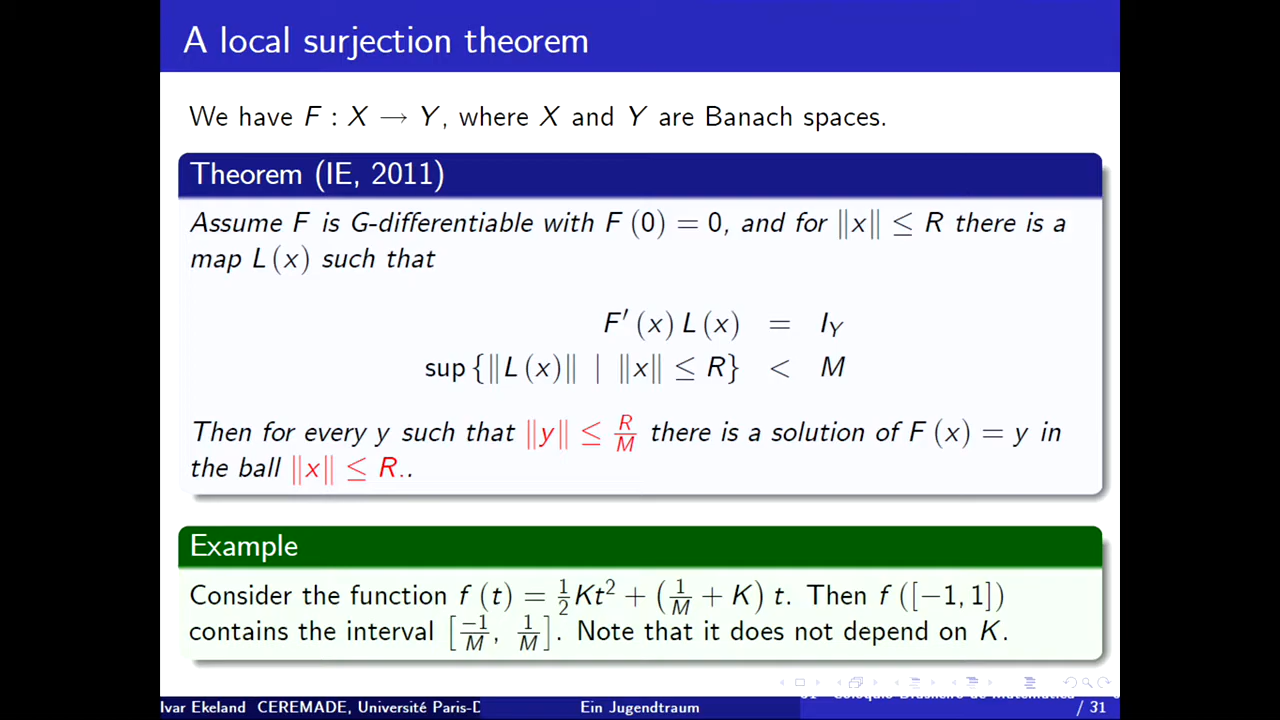 A local surjection theorem
We have F : X → Y, where X and Y are Banach spaces.
Theorem (IE, 2011)
Assume F is G-differentiable with F (0) = 0, and for ‖x‖ ≤ R there is a
map L (x) such that
F′ (x) L (x) = I_Y
sup {‖L (x)‖ | ‖x‖ ≤ R} < M
Then for every y such that ‖y‖ ≤ R/M there is a solution of F (x) = y in
the ball ‖x‖ ≤ R..
Example
Consider the function f (t) = ½Kt² + (1/M + K) t. Then f ([−1, 1])
contains the interval [−1/M, 1/M]. Note that it does not depend on K.
Ivar Ekeland CEREMADE, Université Paris-D
Ein Jugendtraum
/ 31